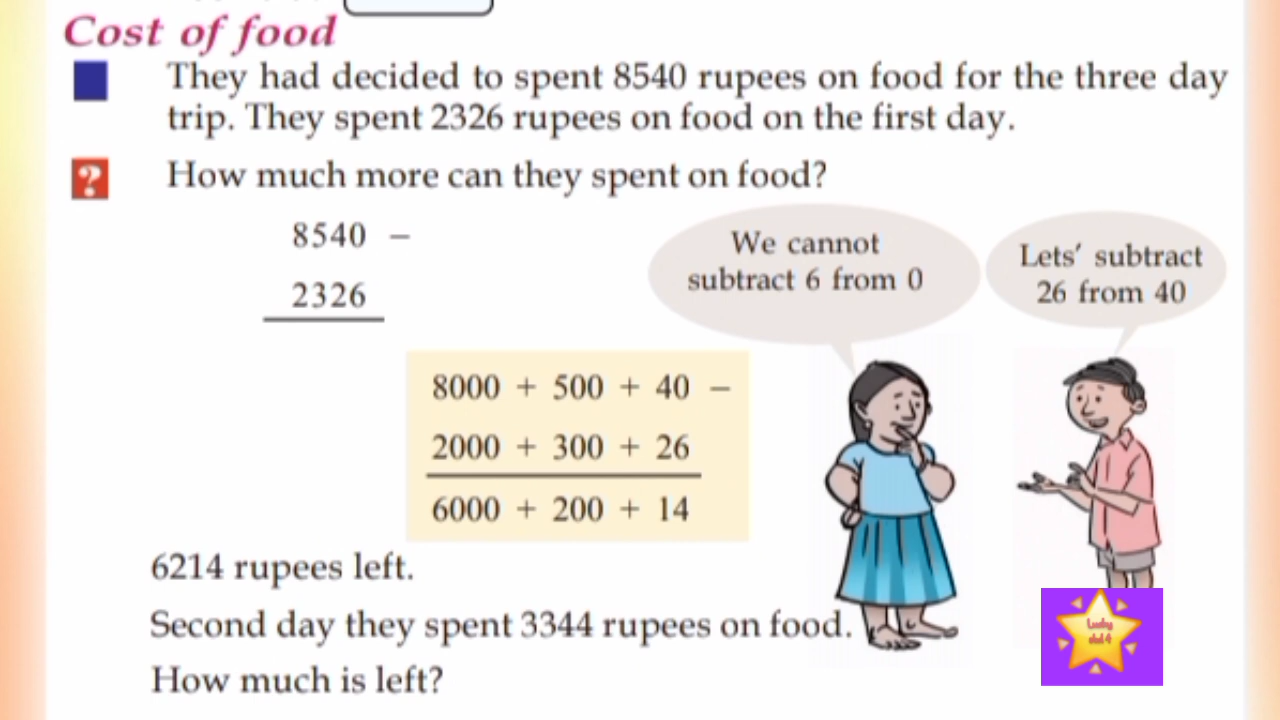 Cost of food
They had decided to spent 8540 rupees on food for the three day
trip. They spent 2326 rupees on food on the first day.
?
How much more can they spent on food?
8540 –
2326
We cannot
subtract 6 from 0
Lets' subtract
26 from 40
8000 + 500 + 40 –
2000 + 300 + 26
6000 + 200 + 14
6214 rupees left.
Second day they spent 3344 rupees on food.
How much is left?
Lucky